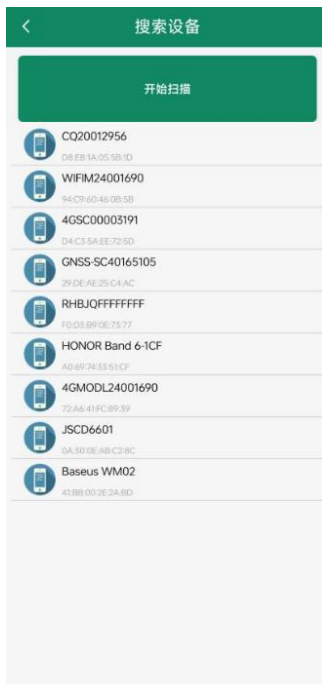 搜索设备
开始扫描
CQ20012956
D8:E8:1A:05:5B:1D
WIFIM24001690
94:C9:60:46:0B:5B
4GSC00003191
D4:C3:5A:EE:72:5D
GNSS-SC40165105
29:DE:AE:25:C4:AC
RHBJQFFFFFFFF
F0:D3:B9:0E:75:77
HONOR Band 6-1CF
A0:69:74:53:51:CF
4GMODL24001690
72:A6:41:FC:89:39
JSCD6601
0A:50:0E:AB:C2:8C
Baseus WM02
41:BB:00:2E:2A:BD